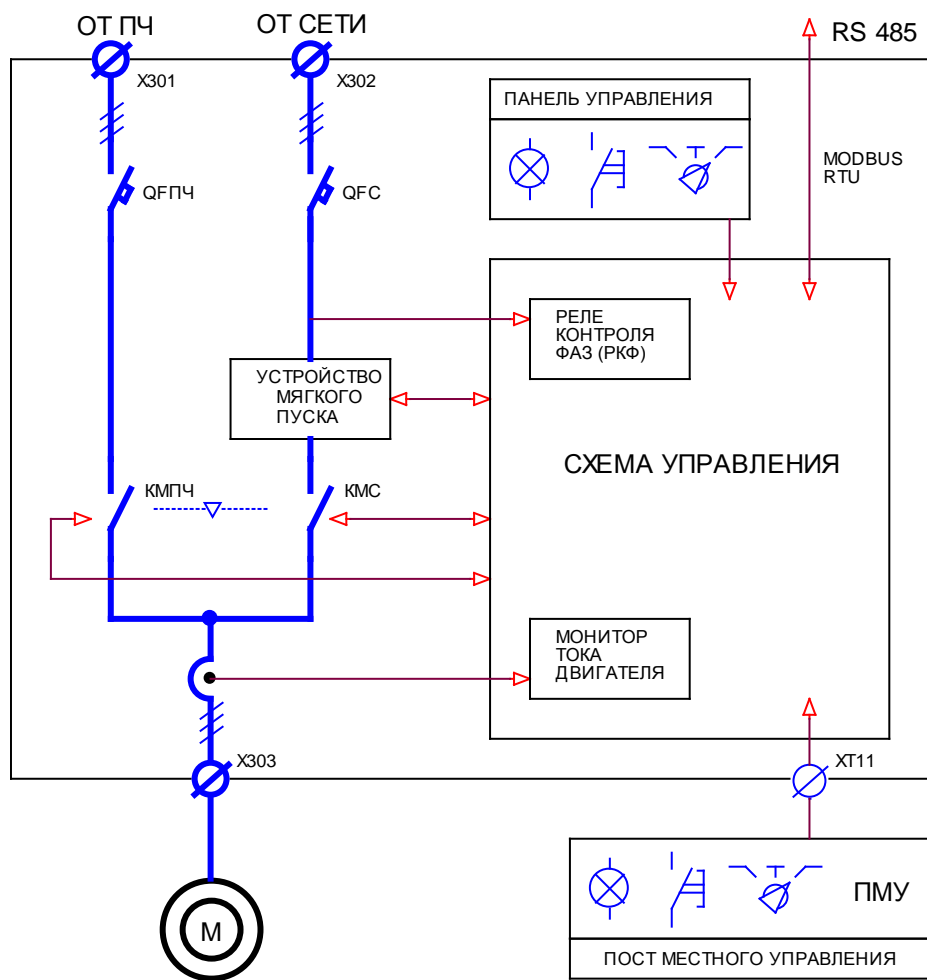 ОТ ПЧ
ОТ СЕТИ
RS 485
X301
X302
ПАНЕЛЬ УПРАВЛЕНИЯ
MODBUS
RTU
QFПЧ
QFC
РЕЛЕ
КОНТРОЛЯ
ФАЗ (РКФ)
УСТРОЙСТВО
МЯГКОГО
ПУСКА
СХЕМА УПРАВЛЕНИЯ
КМПЧ
КМС
МОНИТОР
ТОКА
ДВИГАТЕЛЯ
X303
XT11
М
ПМУ
ПОСТ МЕСТНОГО УПРАВЛЕНИЯ